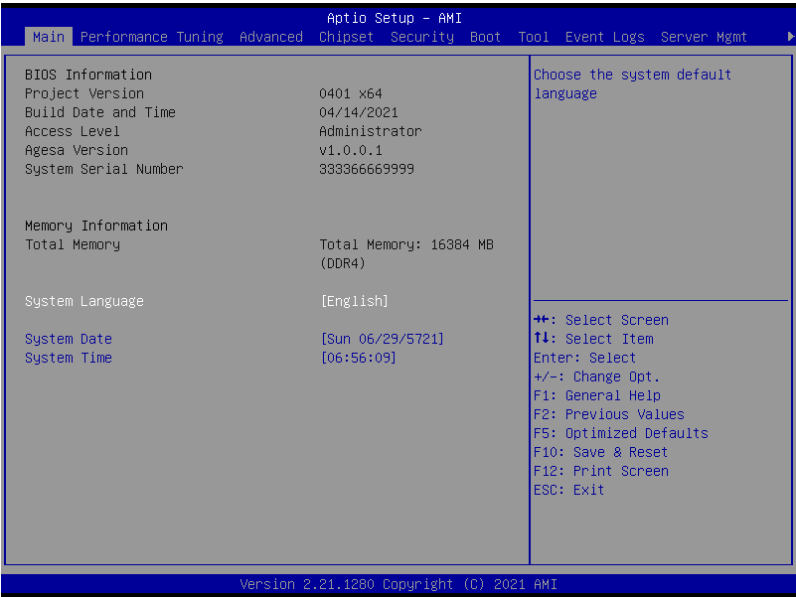 Aptio Setup - AMI
Main Performance Tuning Advanced Chipset Security Boot Tool Event Logs Server Mgmt ▶
BIOS Information
Project Version 0401 x64
Build Date and Time 04/14/2021
Access Level Administrator
Agesa Version v1.0.0.1
System Serial Number 333366669999
Memory Information
Total Memory Total Memory: 16384 MB
(DDR4)
System Language [English]
System Date [Sun 06/29/5721]
System Time [06:56:09]
Choose the system default
language
→←: Select Screen
↑↓: Select Item
Enter: Select
+/-: Change Opt.
F1: General Help
F2: Previous Values
F5: Optimized Defaults
F10: Save & Reset
F12: Print Screen
ESC: Exit
Version 2.21.1280 Copyright (C) 2021 AMI